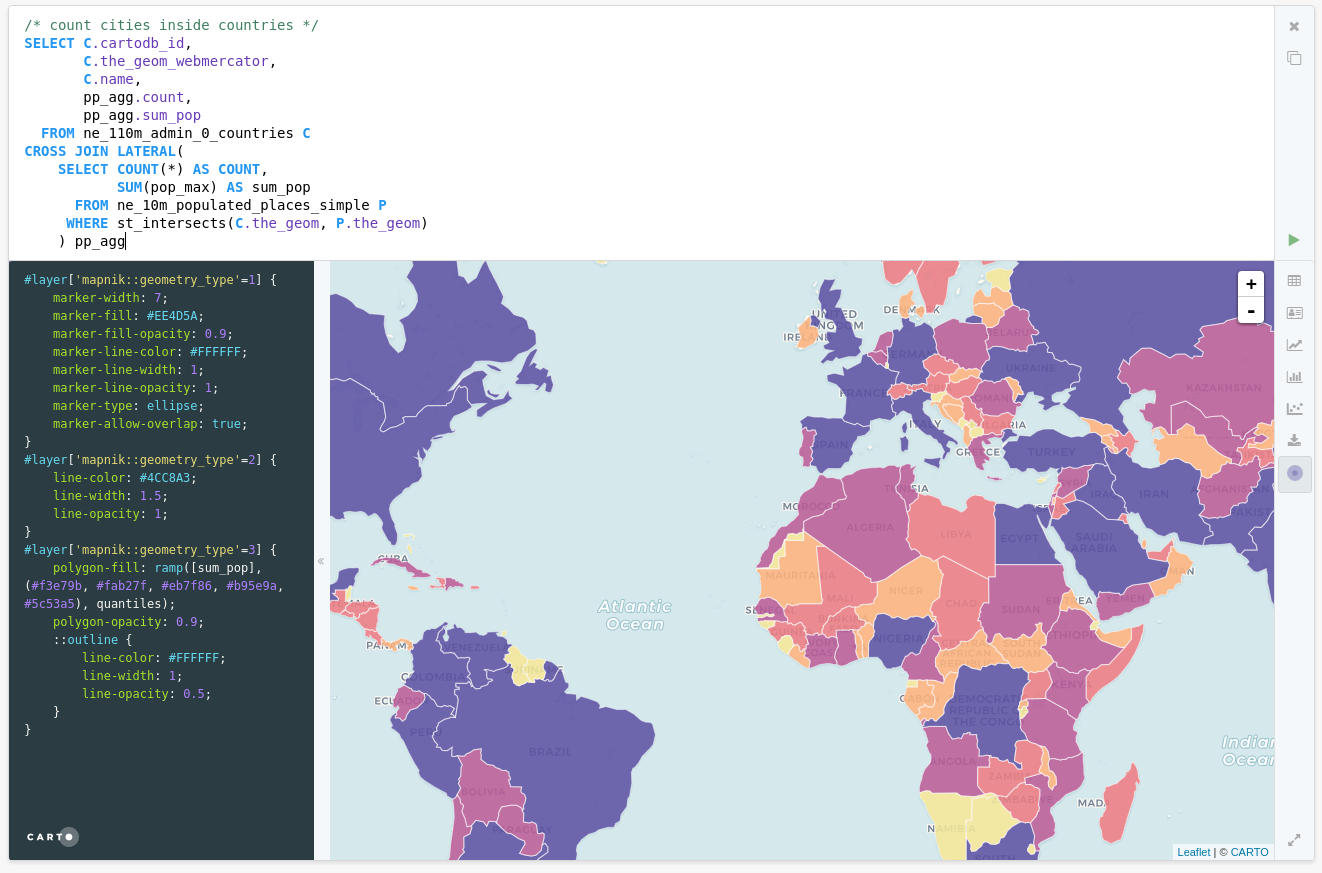 /* count cities inside countries */
SELECT C.cartodb_id,
       C.the_geom_webmercator,
       C.name,
       pp_agg.count,
       pp_agg.sum_pop
  FROM ne_110m_admin_0_countries C
CROSS JOIN LATERAL(
    SELECT COUNT(*) AS COUNT,
           SUM(pop_max) AS sum_pop
      FROM ne_10m_populated_places_simple P
     WHERE st_intersects(C.the_geom, P.the_geom)
    ) pp_agg
#layer['mapnik::geometry_type'=1] {
    marker-width: 7;
    marker-fill: #EE4D5A;
    marker-fill-opacity: 0.9;
    marker-line-color: #FFFFFF;
    marker-line-width: 1;
    marker-line-opacity: 1;
    marker-type: ellipse;
    marker-allow-overlap: true;
}
#layer['mapnik::geometry_type'=2] {
    line-color: #4CC8A3;
    line-width: 1.5;
    line-opacity: 1;
}
#layer['mapnik::geometry_type'=3] {
    polygon-fill: ramp([sum_pop],
(#f3e79b, #fab27f, #eb7f86, #b95e9a,
#5c53a5), quantiles);
    polygon-opacity: 0.9;
    ::outline {
        line-color: #FFFFFF;
        line-width: 1;
        line-opacity: 0.5;
    }
}
CARTO
«
+
-
UNITED
KINGDOM
IRELAND
DENMARK
UKRAINE
FRANCE
KAZAKHSTAN
ITALY
SPAIN
GREECE
TURKEY
TUNISIA
MOROCCO
ALGERIA
LIBYA
EGYPT
IRAQ
IRAN
AFGHANISTAN
SAUDI
ARABIA
CUBA
MAURITANIA
MALI
NIGER
CHAD
SUDAN
ERITREA
YEMEN
SENEGAL
NIGERIA
CENTRAL
AFRICAN
REPUBLIC
SOUTH
SUDAN
ETHIOPIA
Atlantic
Ocean
PANAMA
VENEZUELA
COLOMBIA
ECUADOR
PERU
BRAZIL
BOLIVIA
PARAGUAY
GABON
DEMOCRATIC
REPUBLIC OF
THE CONGO
KENYA
ANGOLA
ZAMBIA
ZIMBABWE
NAMIBIA
SOUTH
MADA
Indian
Ocean
Leaflet | © CARTO